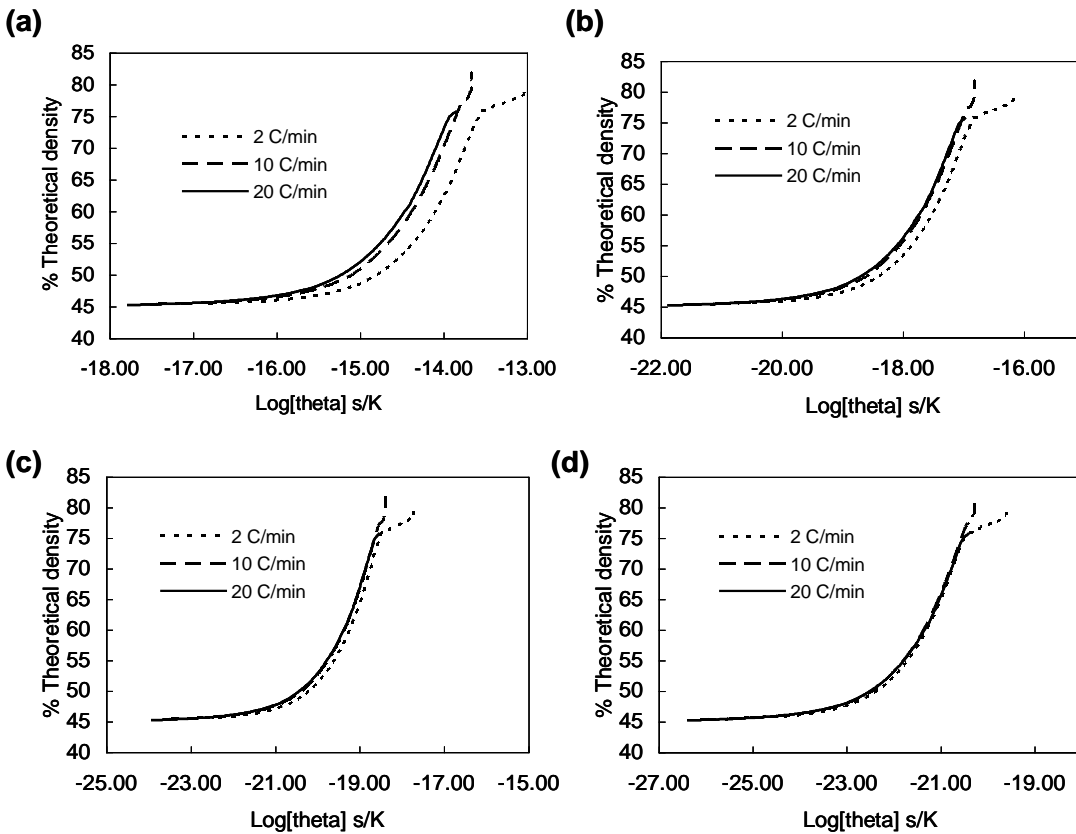 (a)
85
80
75
70
65
60
55
50
45
40
% Theoretical density
2 C/min
10 C/min
20 C/min
-18.00 -17.00 -16.00 -15.00 -14.00 -13.00
Log[theta] s/K
(b)
85
80
75
70
65
60
55
50
45
40
% Theoretical density
2 C/min
10 C/min
20 C/min
-22.00 -20.00 -18.00 -16.00
Log[theta] s/K
(c)
85
80
75
70
65
60
55
50
45
40
% Theoretical density
2 C/min
10 C/min
20 C/min
-25.00 -23.00 -21.00 -19.00 -17.00 -15.00
Log[theta] s/K
(d)
85
80
75
70
65
60
55
50
45
40
% Theoretical density
2 C/min
10 C/min
20 C/min
-27.00 -25.00 -23.00 -21.00 -19.00
Log[theta] s/K